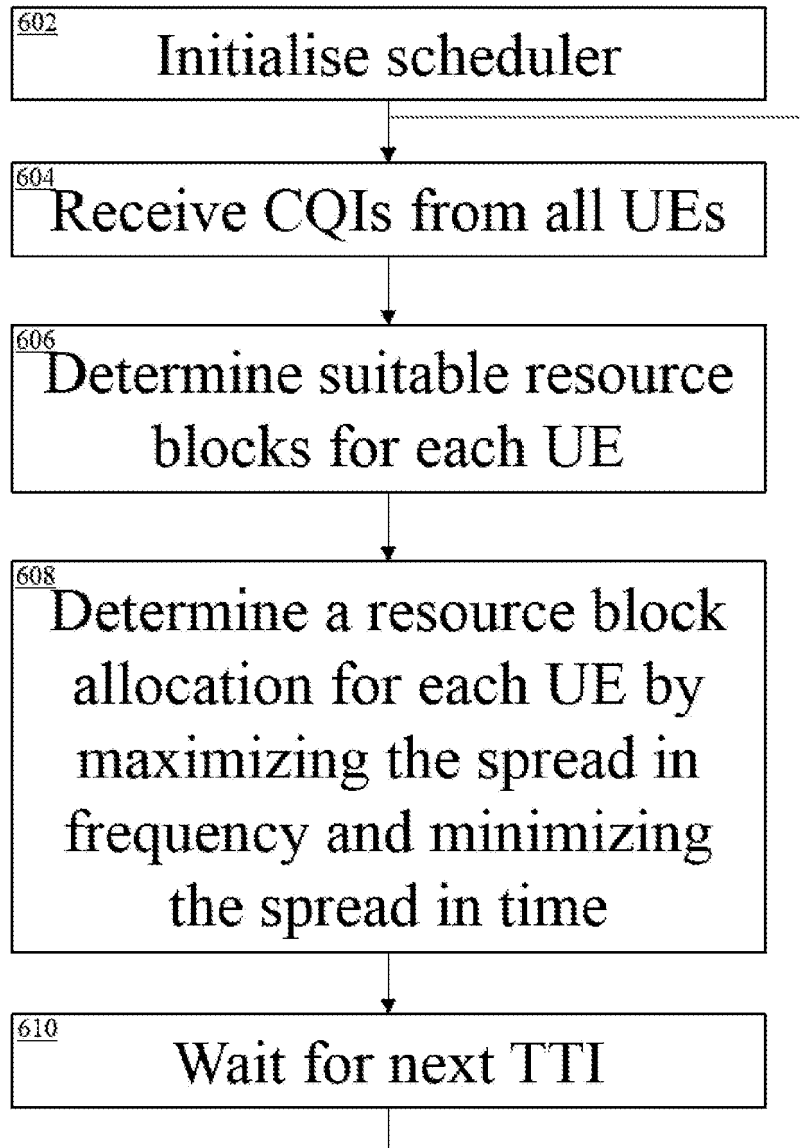 602
Initialise scheduler
604
Receive CQIs from all UEs
606
Determine suitable resource
blocks for each UE
608
Determine a resource block
allocation for each UE by
maximizing the spread in
frequency and minimizing
the spread in time
610
Wait for next TTI